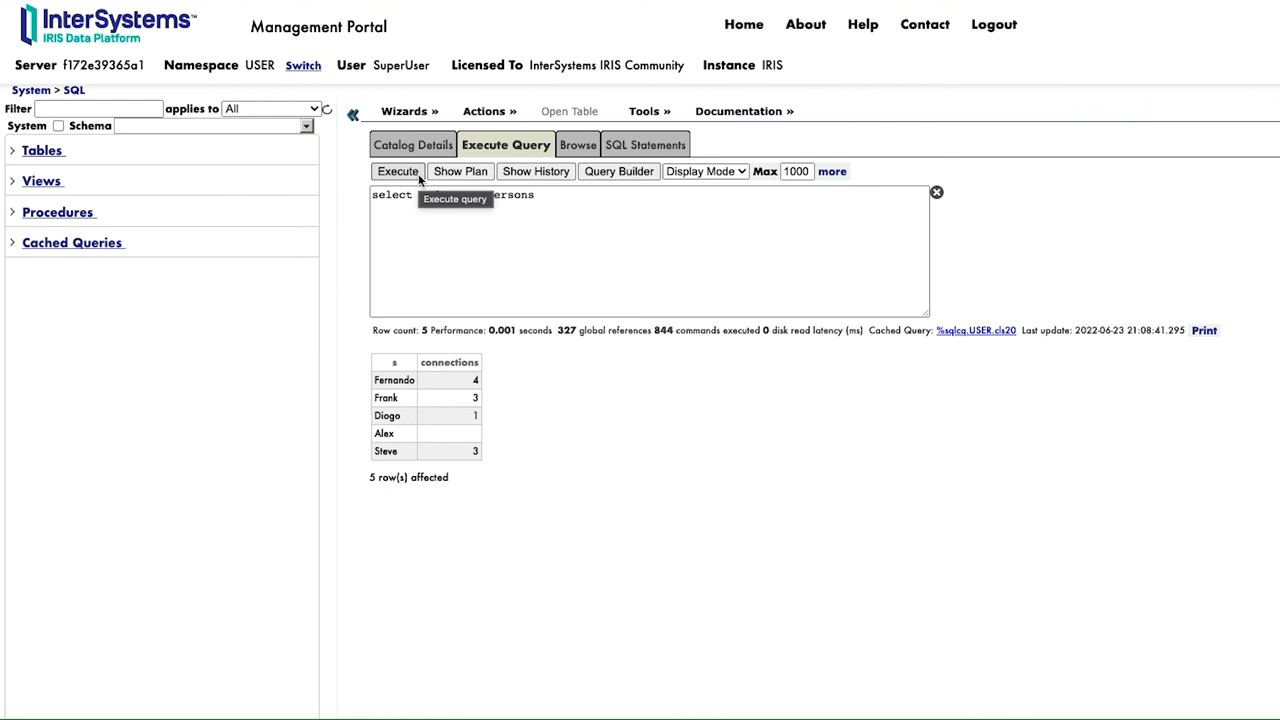 InterSystems™
IRIS Data Platform
Management Portal
Home About Help Contact Logout
Server f172e39365a1 Namespace USER Switch User SuperUser Licensed To InterSystems IRIS Community Instance IRIS
System > SQL
Filter applies to All
System Schema
Tables
Views
Procedures
Cached Queries
Wizards » Actions » Open Table Tools » Documentation »
Catalog Details Execute Query Browse SQL Statements
Execute Show Plan Show History Query Builder Display Mode Max 1000 more
select ersons
Execute query
Row count: 5 Performance: 0.001 seconds 327 global references 844 commands executed 0 disk read latency (ms) Cached Query: %sqlcq.USER.cls20 Last update: 2022-06-23 21:08:41.295 Print
s connections
Fernando 4
Frank 3
Diogo 1
Alex
Steve 3
5 row(s) affected